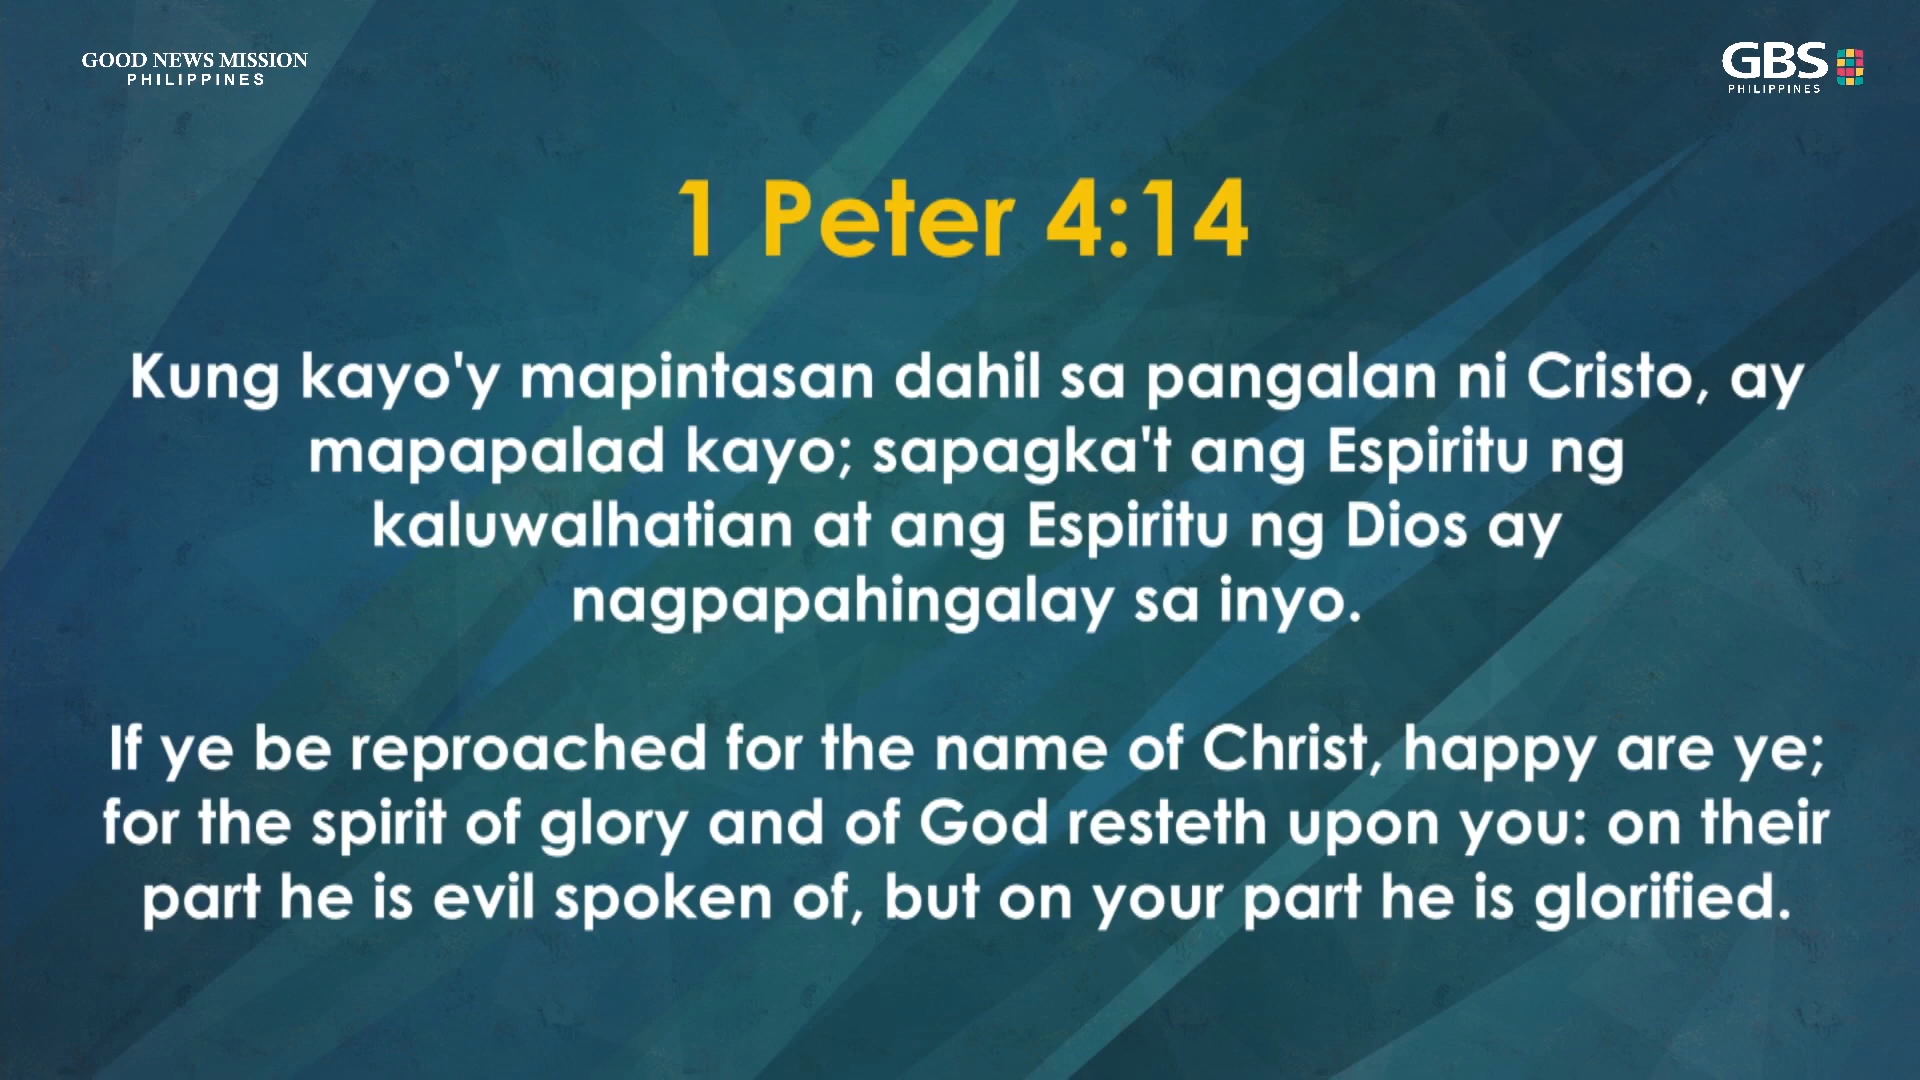 GOOD NEWS MISSION
PHILIPPINES
GBS
PHILIPPINES
1 Peter 4:14
Kung kayo'y mapintasan dahil sa pangalan ni Cristo, ay
mapapalad kayo; sapagka't ang Espiritu ng
kaluwalhatian at ang Espiritu ng Dios ay
nagpapahingalay sa inyo.
If ye be reproached for the name of Christ, happy are ye;
for the spirit of glory and of God resteth upon you: on their
part he is evil spoken of, but on your part he is glorified.